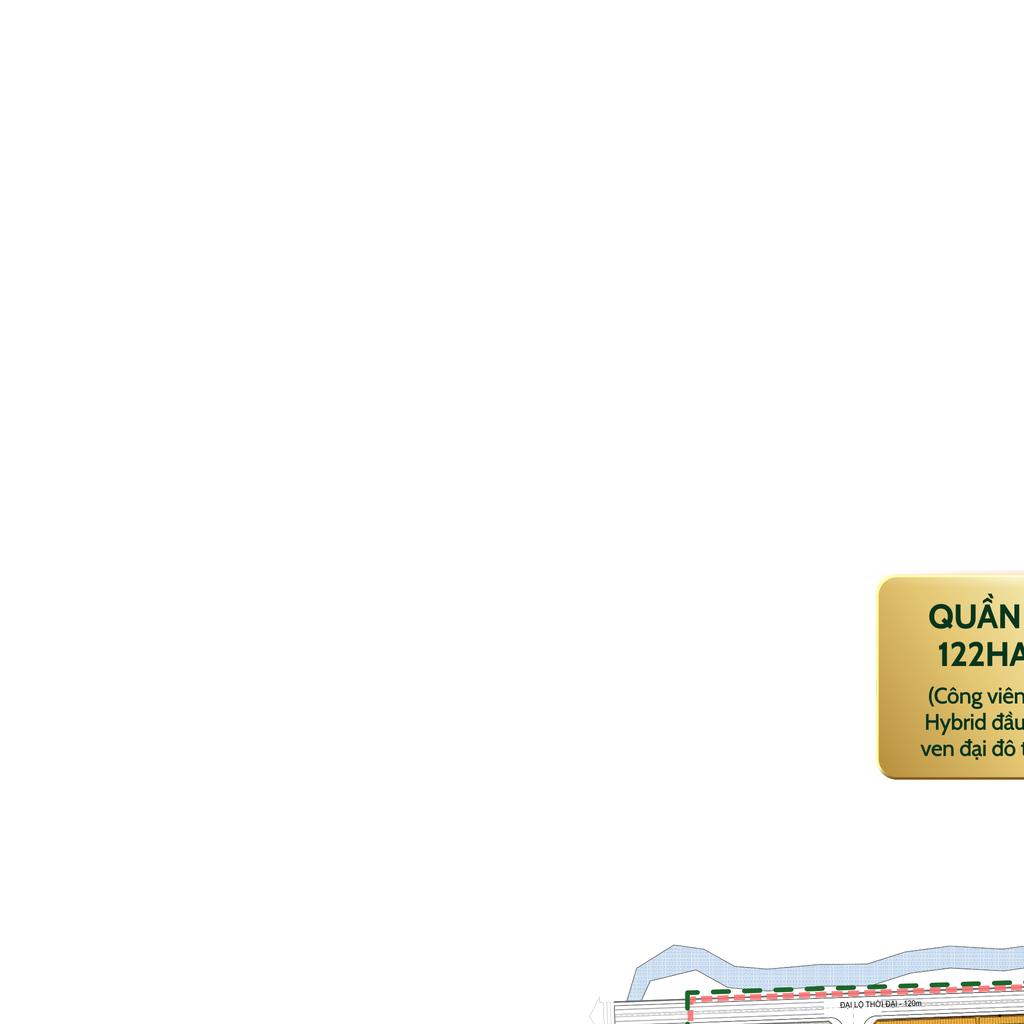 QUẦN
122HA
(Công viên
Hybrid đầu
ven đại đô t
ĐẠI LỘ THỜI ĐẠI - 120m